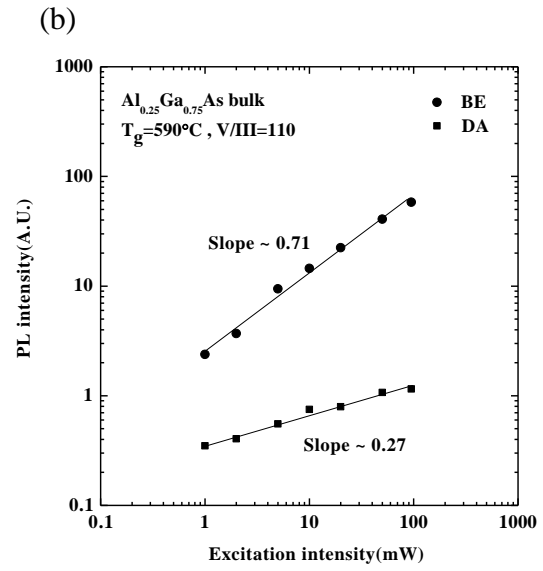 (b)
1000
100
10
1
0.1
PL intensity(A.U.)
Al0.25Ga0.75As bulk
Tg=590°C , V/III=110
BE
DA
Slope ~ 0.71
Slope ~ 0.27
0.1 1 10 100 1000
Excitation intensity(mW)